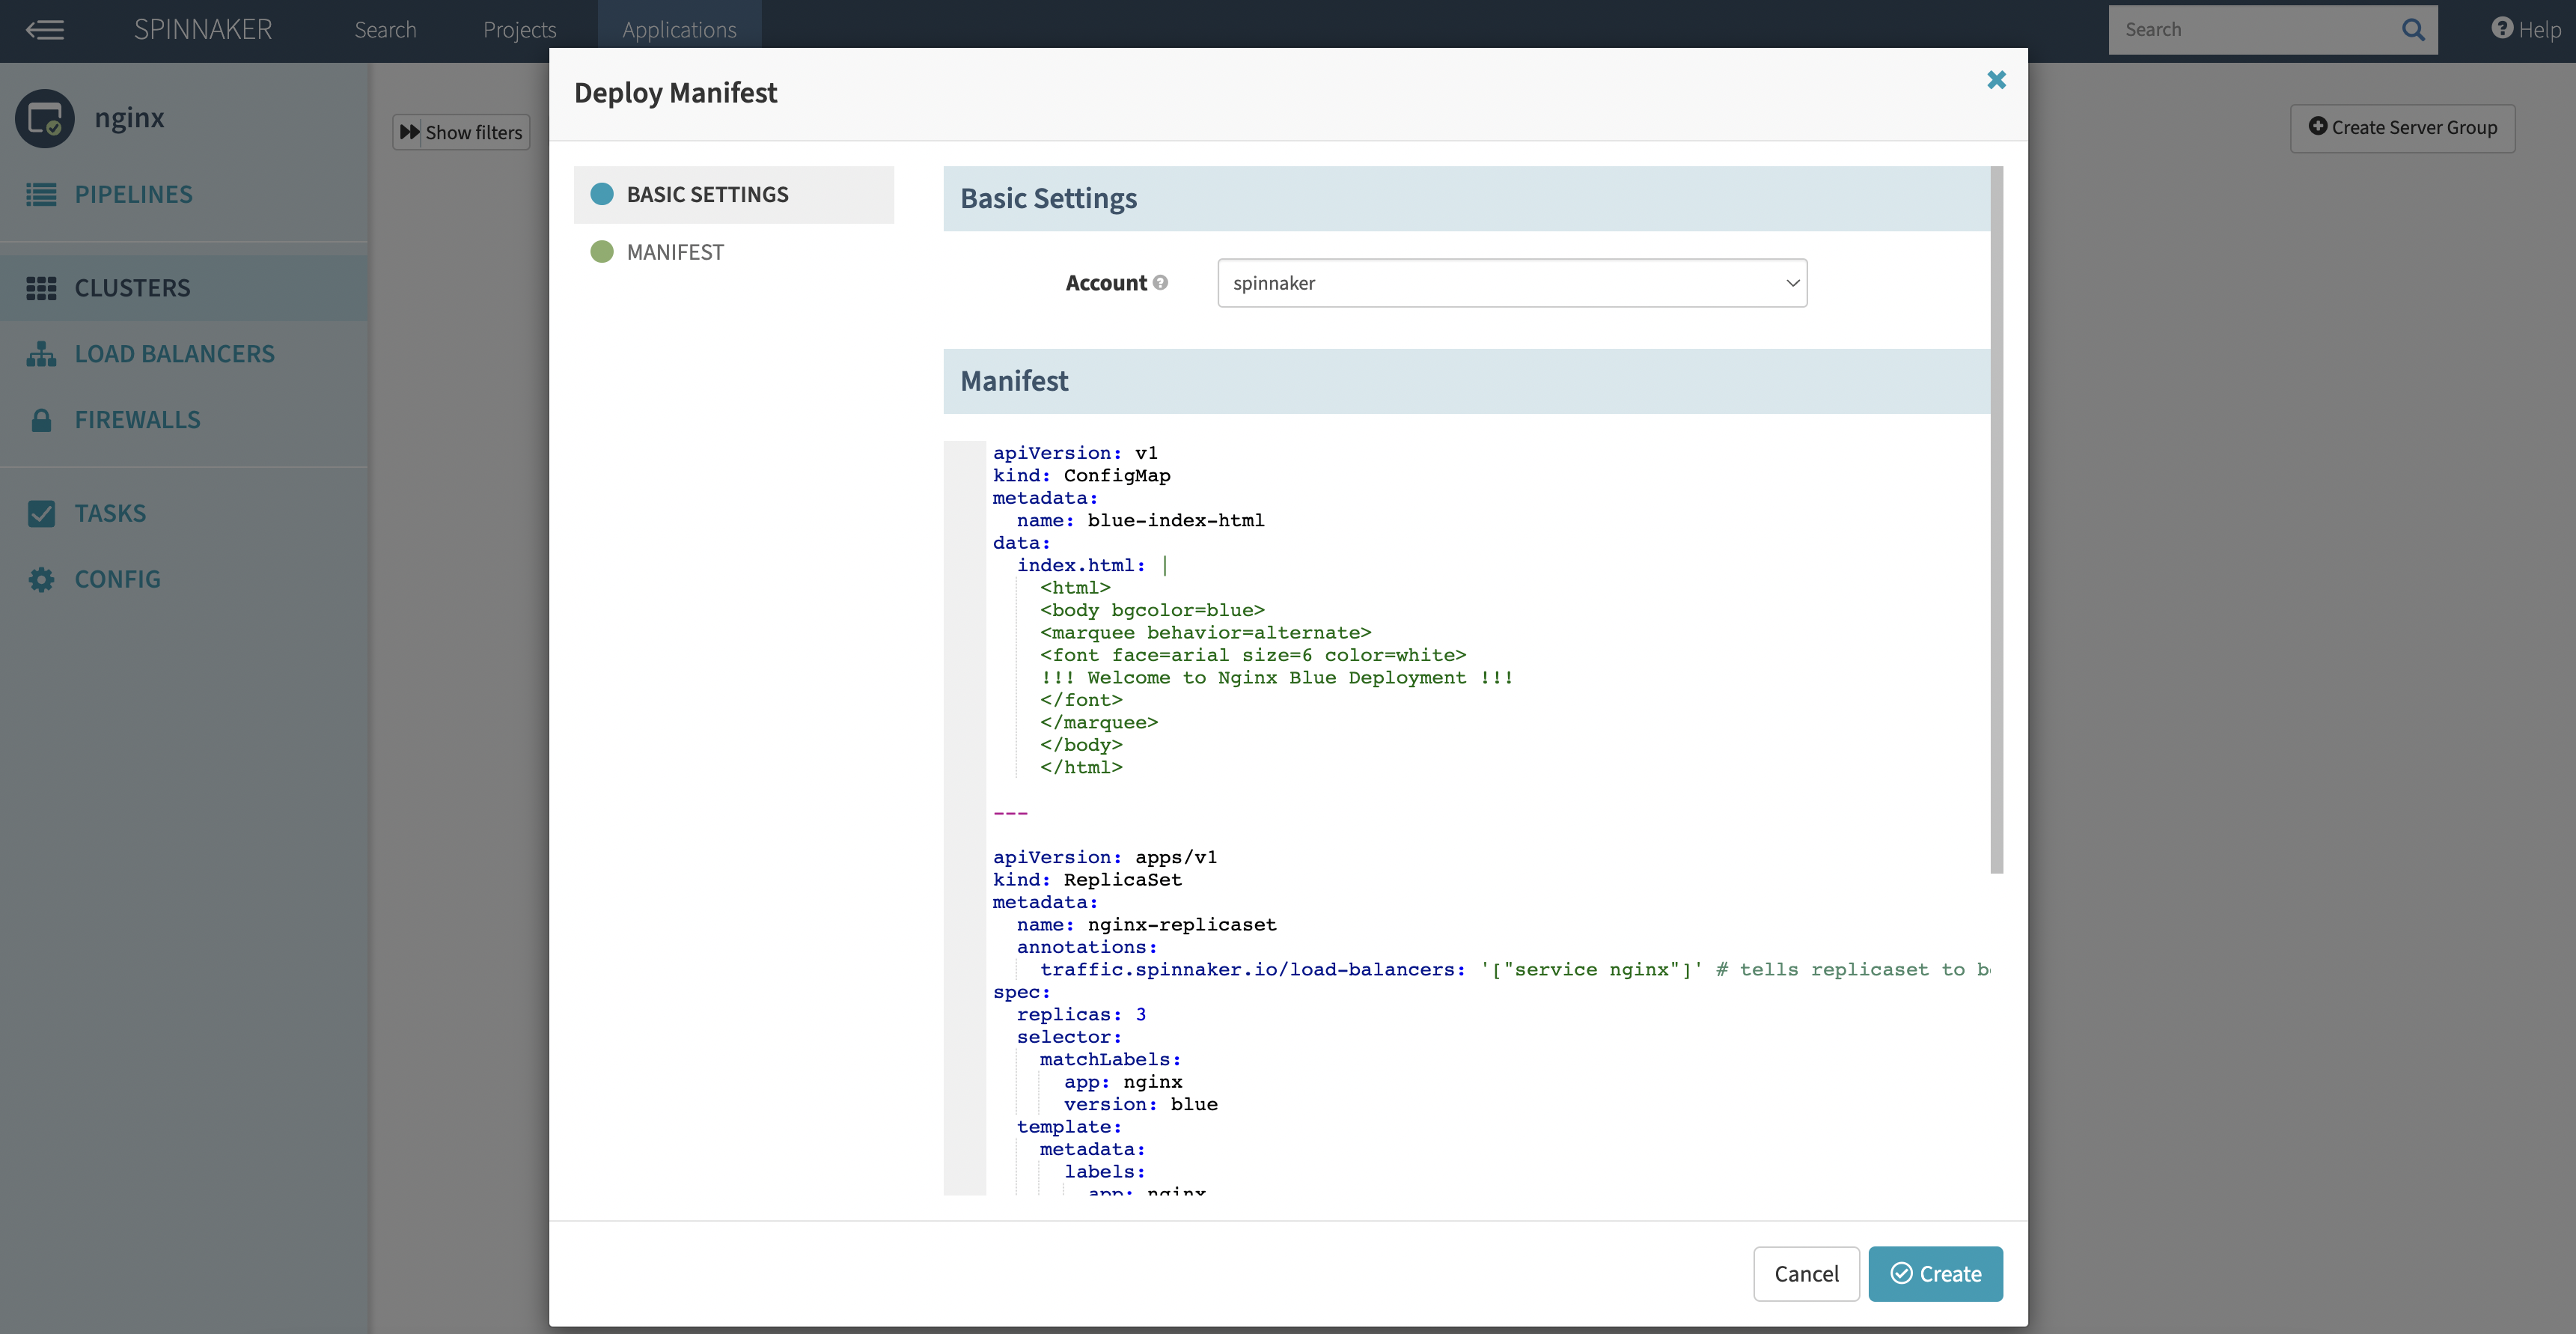 SPINNAKER
Search
Projects
Applications
Search
Help
nginx
PIPELINES
CLUSTERS
LOAD BALANCERS
FIREWALLS
TASKS
CONFIG
Show filters
Create Server Group
Deploy Manifest
BASIC SETTINGS
MANIFEST
Basic Settings
Account
spinnaker
Manifest
apiVersion: v1
kind: ConfigMap
metadata:
  name: blue-index-html
data:
  index.html: |
    <html>
    <body bgcolor=blue>
    <marquee behavior=alternate>
    <font face=arial size=6 color=white>
    !!! Welcome to Nginx Blue Deployment !!!
    </font>
    </marquee>
    </body>
    </html>
---
apiVersion: apps/v1
kind: ReplicaSet
metadata:
  name: nginx-replicaset
  annotations:
    traffic.spinnaker.io/load-balancers: '["service nginx"]' # tells replicaset to
spec:
  replicas: 3
  selector:
    matchLabels:
      app: nginx
      version: blue
  template:
    metadata:
      labels:
        app: nginx
Cancel
Create